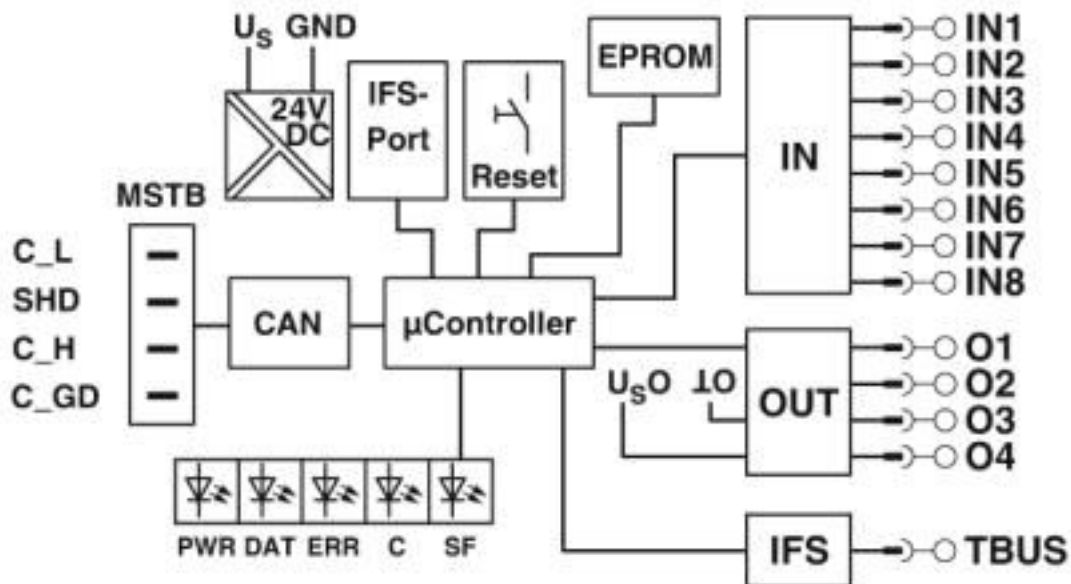 U_S GND
24V
DC
IFS-
Port
Reset
EPROM
IN
IN1
IN2
IN3
IN4
IN5
IN6
IN7
IN8
MSTB
C_L
SHD
C_H
C_GD
CAN
µController
U_SO
OT
OUT
O1
O2
O3
O4
PWR DAT ERR C SF
IFS
TBUS